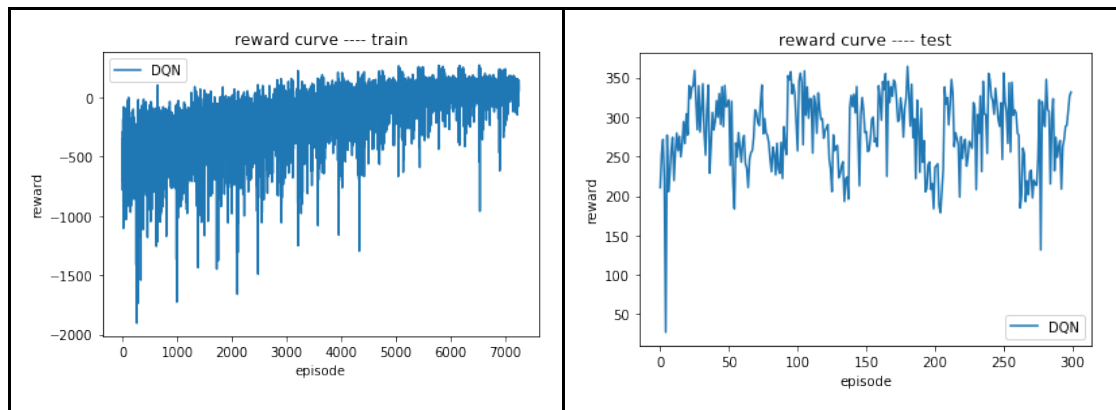 reward curve ---- train
DQN
0
−500
−1000
−1500
−2000
reward
0 1000 2000 3000 4000 5000 6000 7000
episode
reward curve ---- test
350
300
250
200
150
100
50
reward
DQN
0 50 100 150 200 250 300
episode